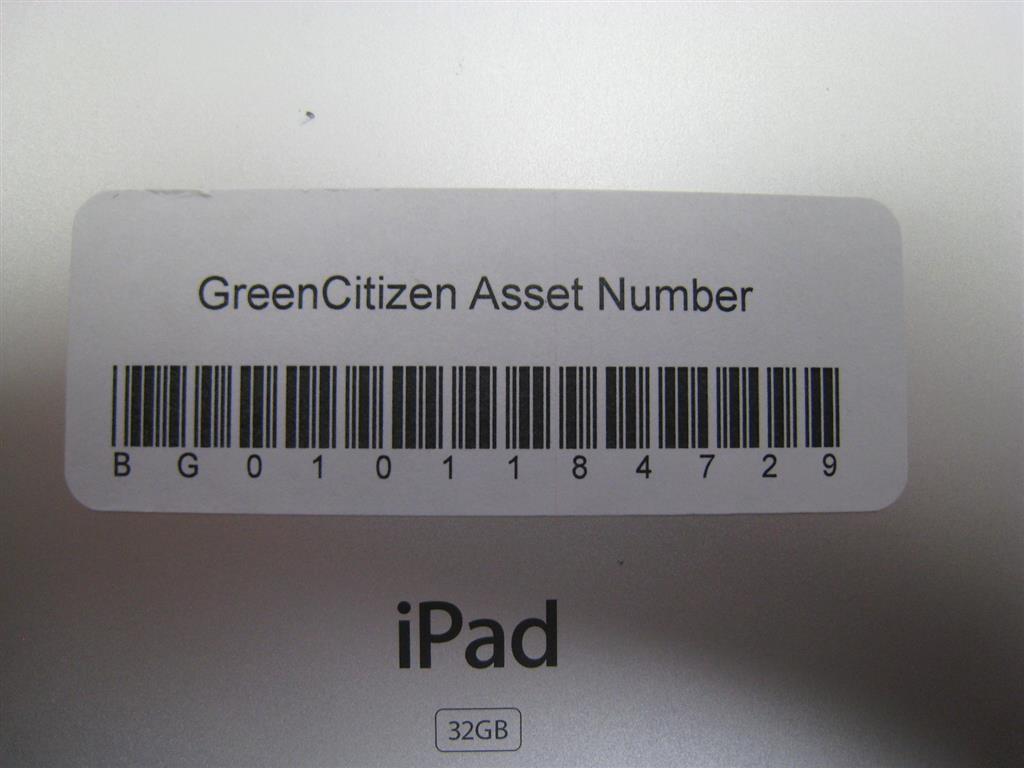 GreenCitizen Asset Number
B G 0 1 0 1 1 8 4 7 2 9
iPad
32GB